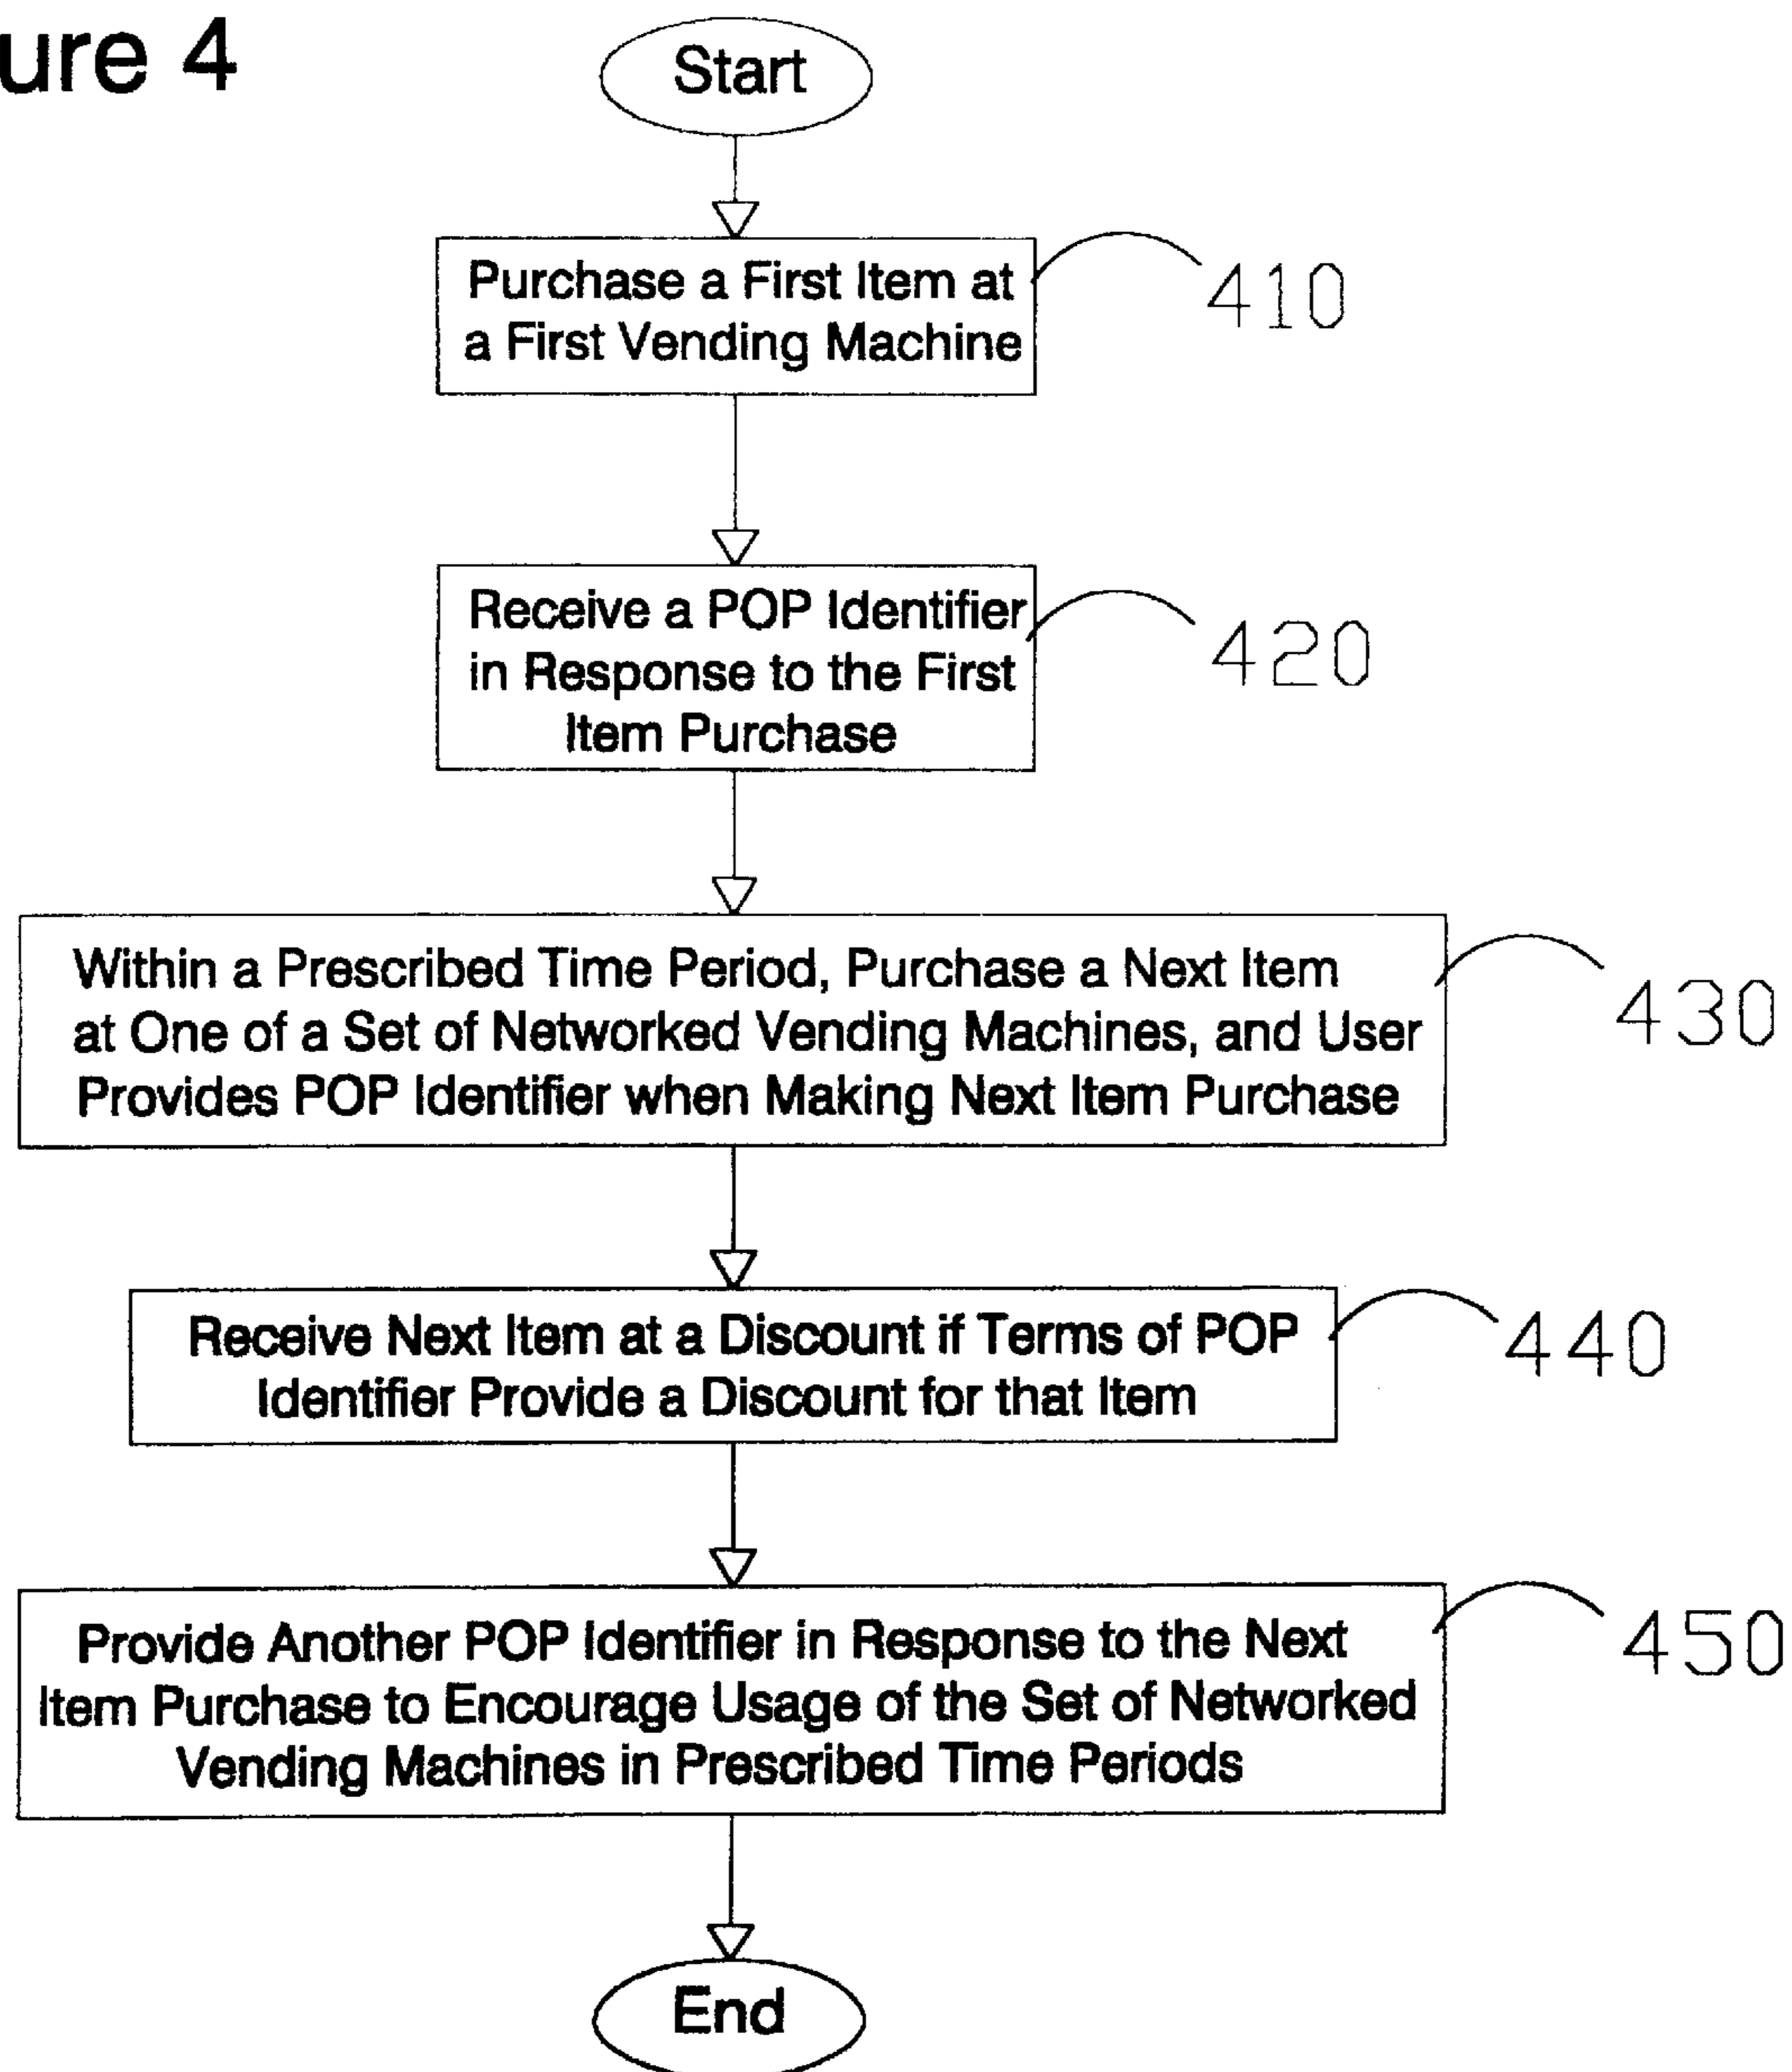 ure 4
Start
Purchase a First Item at
a First Vending Machine
410
Receive a POP Identifier
in Response to the First
Item Purchase
420
Within a Prescribed Time Period, Purchase a Next Item
at One of a Set of Networked Vending Machines, and User
Provides POP Identifier when Making Next Item Purchase
430
Receive Next Item at a Discount if Terms of POP
Identifier Provide a Discount for that Item
440
Provide Another POP Identifier in Response to the Next
Item Purchase to Encourage Usage of the Set of Networked
Vending Machines in Prescribed Time Periods
450
End